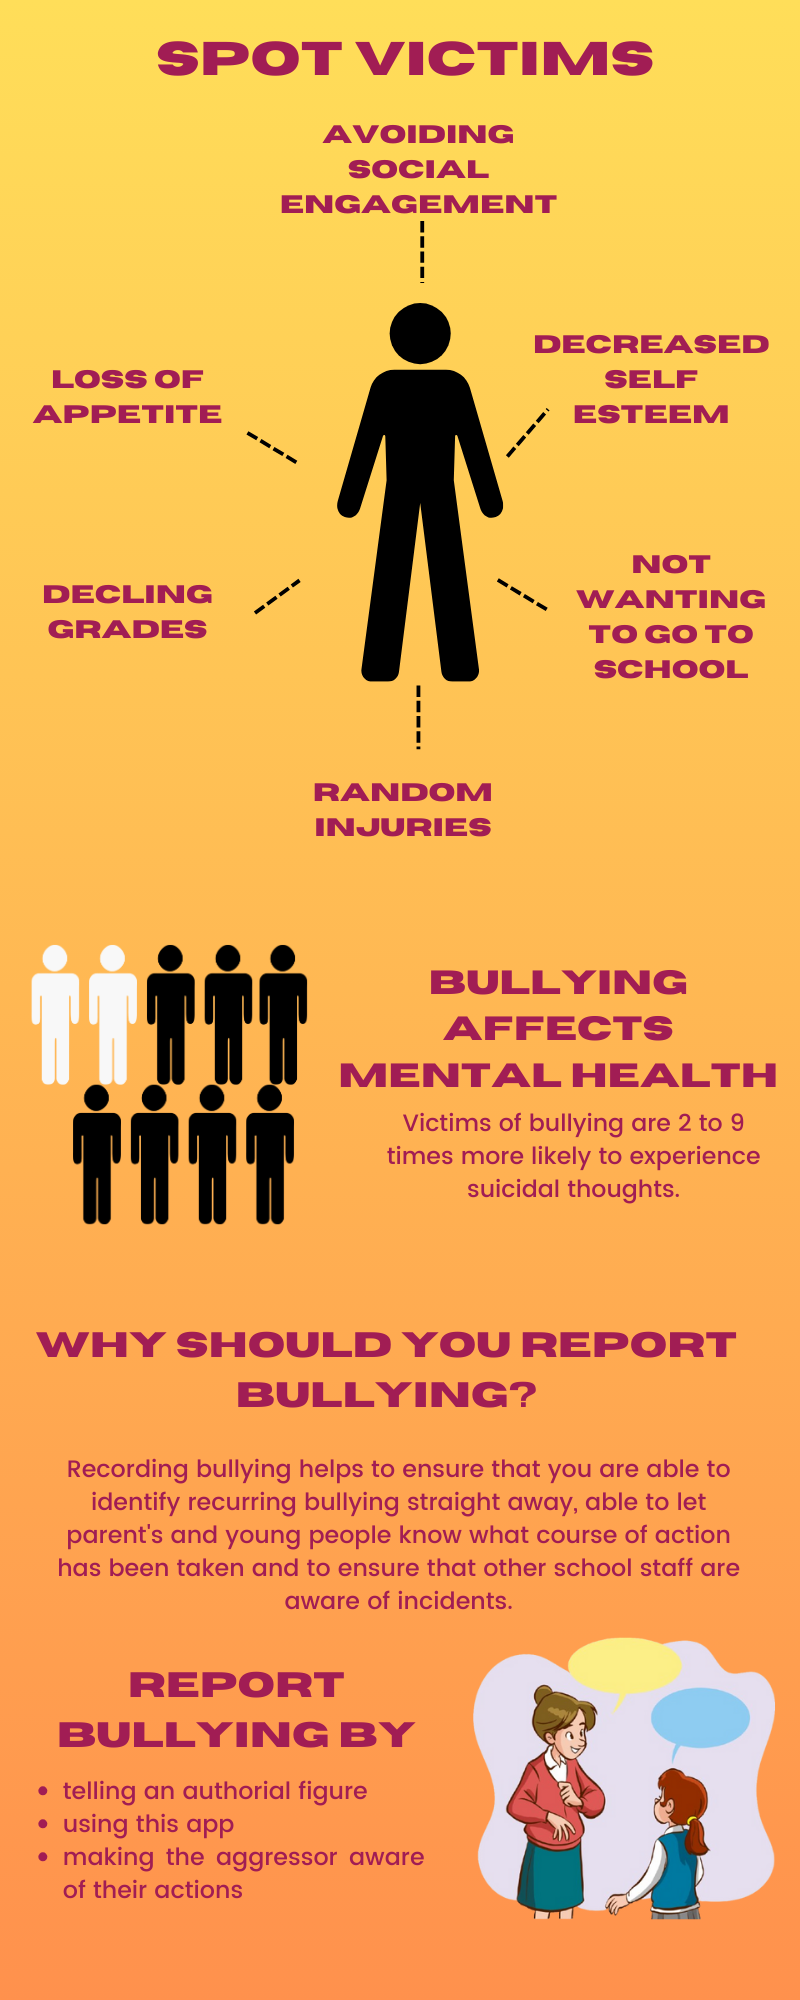 SPOT VICTIMS
AVOIDING
SOCIAL
ENGAGEMENT
DECREASED
SELF
ESTEEM
LOSS OF
APPETITE
NOT
WANTING
TO GO TO
SCHOOL
DECLING
GRADES
RANDOM
INJURIES
BULLYING
AFFECTS
MENTAL HEALTH
Victims of bullying are 2 to 9
times more likely to experience
suicidal thoughts.
WHY SHOULD YOU REPORT
BULLYING?
Recording bullying helps to ensure that you are able to
identify recurring bullying straight away, able to let
parent's and young people know what course of action
has been taken and to ensure that other school staff are
aware of incidents.
REPORT
BULLYING BY
• telling an authorial figure
• using this app
• making the aggressor aware
of their actions